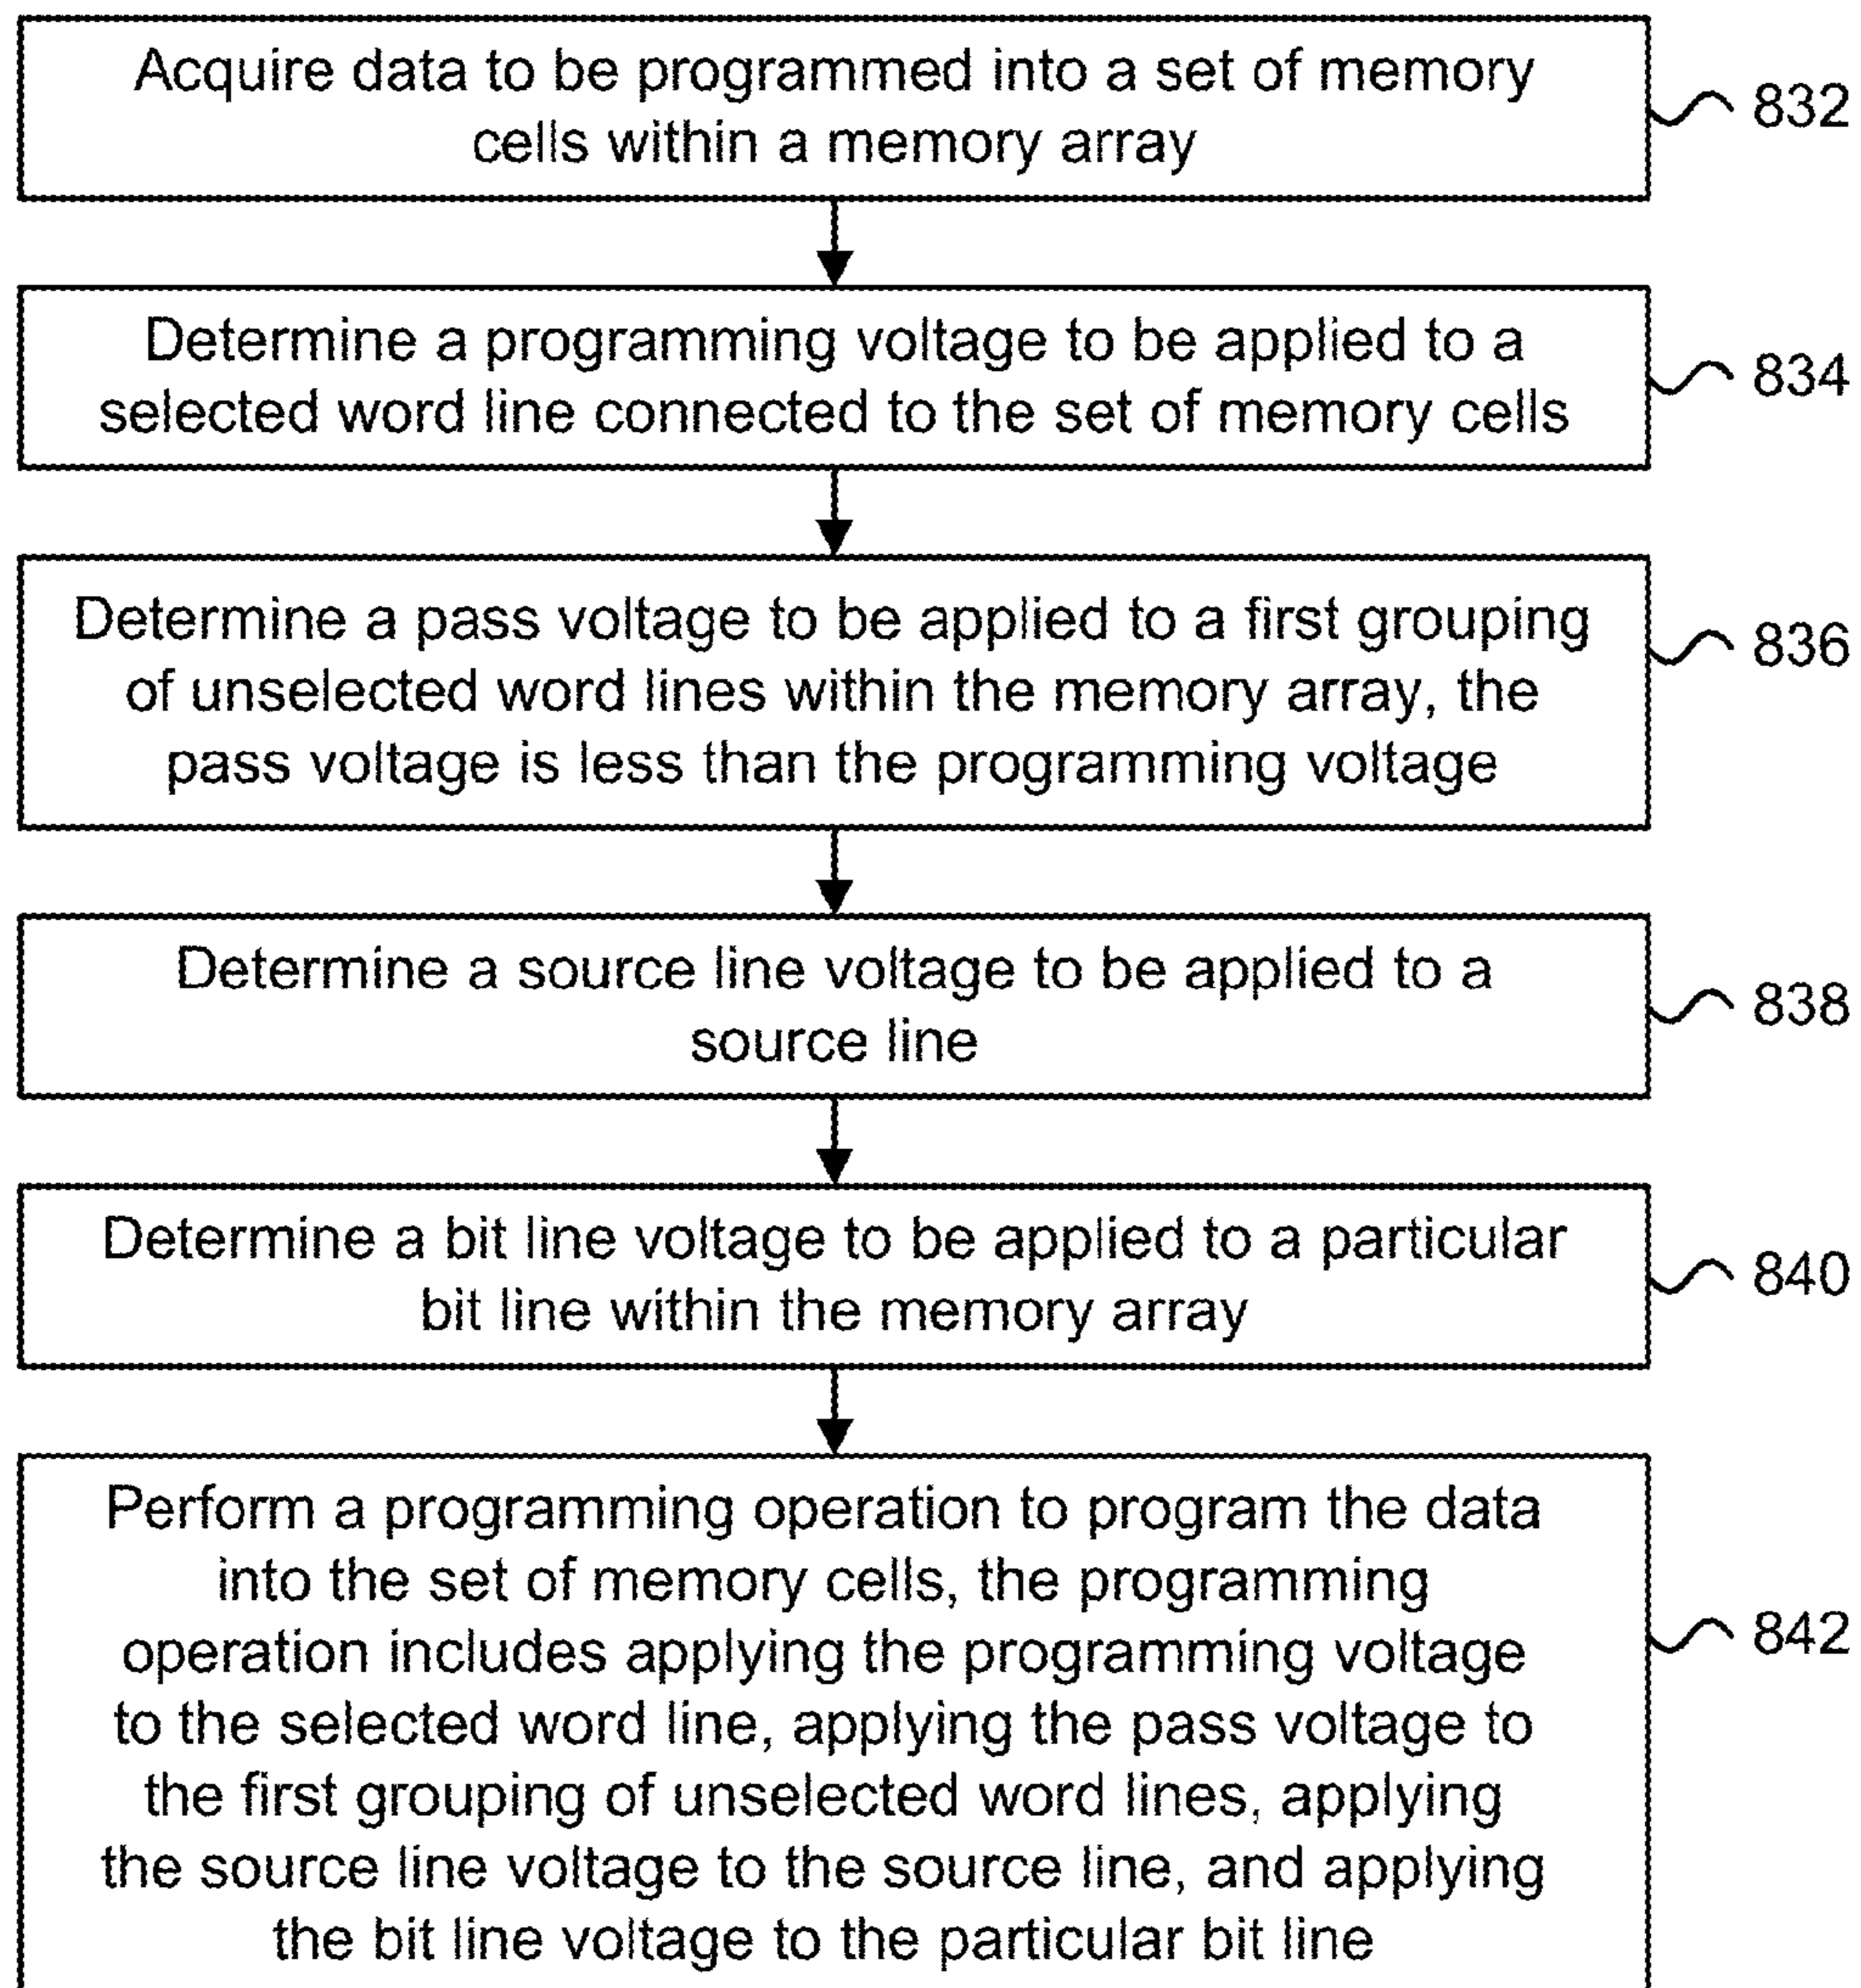 Acquire data to be programmed into a set of memory
cells within a memory array
832
Determine a programming voltage to be applied to a
selected word line connected to the set of memory cells
834
Determine a pass voltage to be applied to a first grouping
of unselected word lines within the memory array, the
pass voltage is less than the programming voltage
836
Determine a source line voltage to be applied to a
source line
838
Determine a bit line voltage to be applied to a particular
bit line within the memory array
840
Perform a programming operation to program the data
into the set of memory cells, the programming
operation includes applying the programming voltage
to the selected word line, applying the pass voltage to
the first grouping of unselected word lines, applying
the source line voltage to the source line, and applying
the bit line voltage to the particular bit line
842